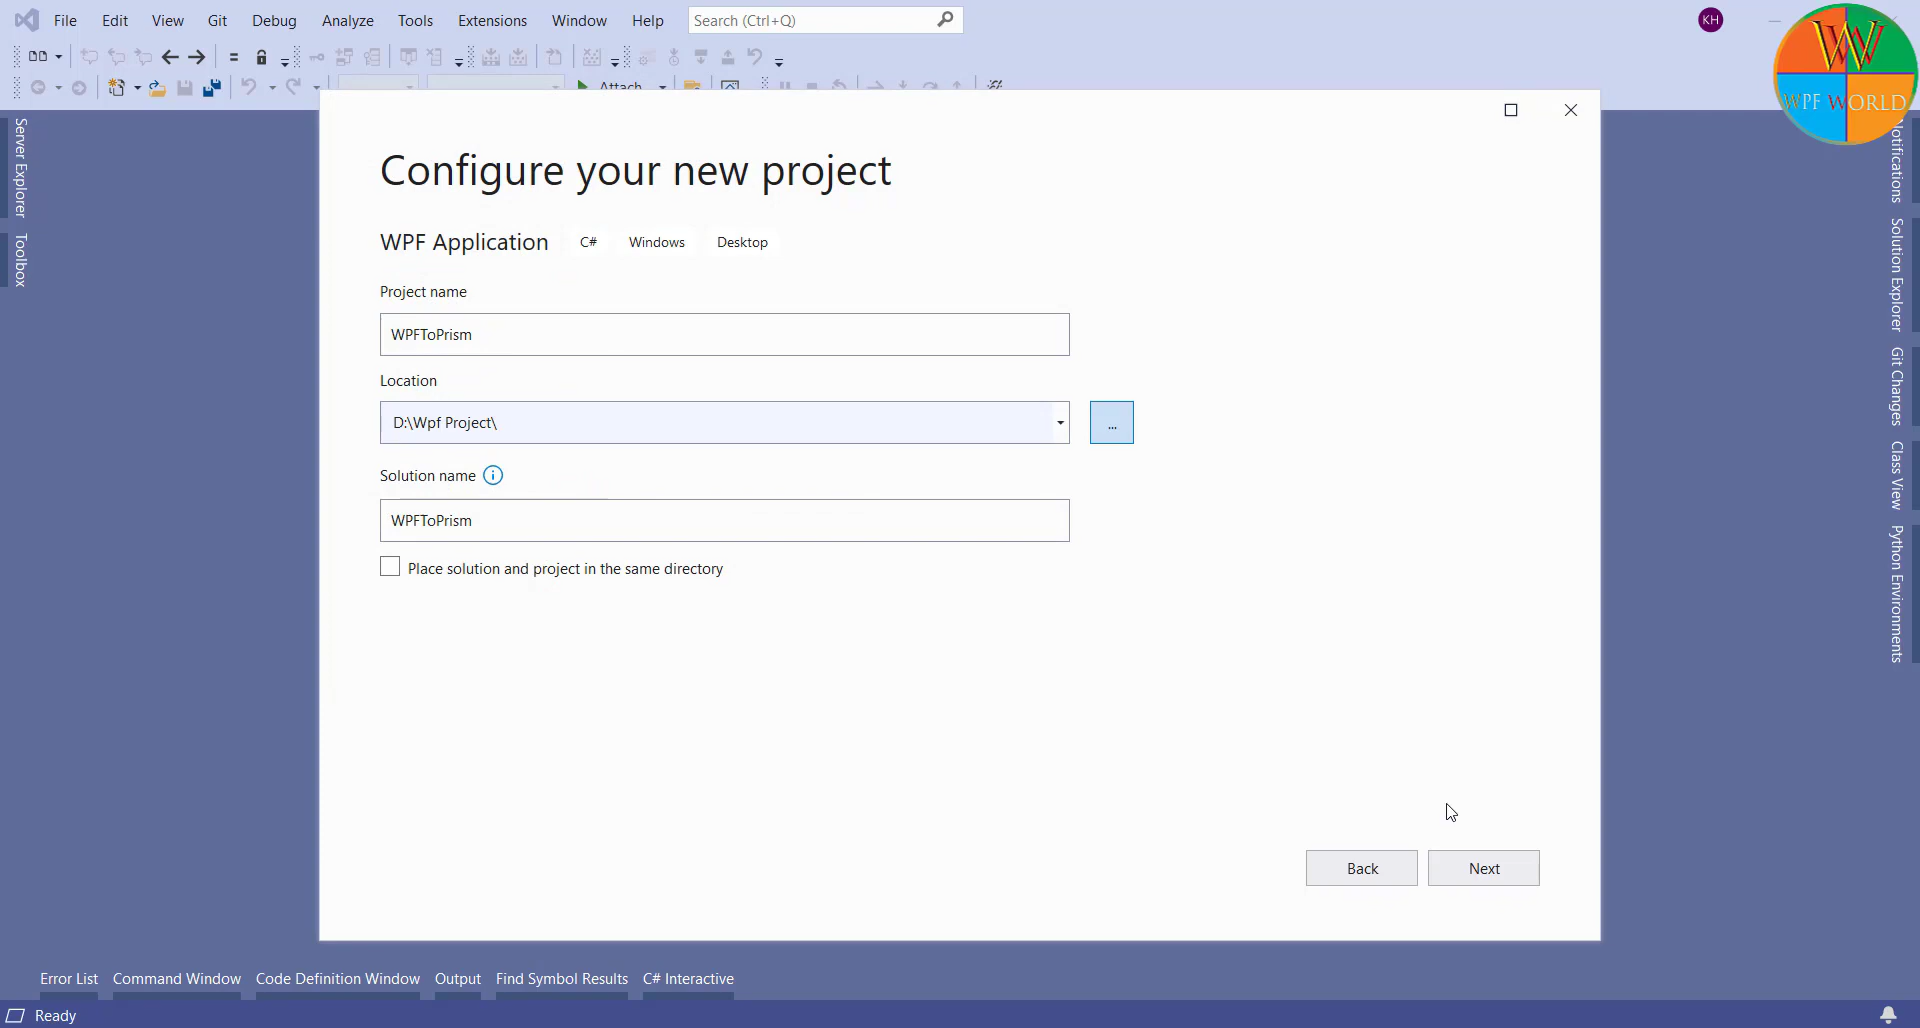 File Edit View Git Debug Analyze Tools Extensions Window Help Search (Ctrl+Q) KH
Attach
W
WPF WORLD
Server Explorer
Toolbox
Notifications
Solution Explorer
Git Changes
Class View
Python Environments
Configure your new project
WPF Application C# Windows Desktop
Project name
WPFToPrism
Location
D:\Wpf Project\
...
Solution name
WPFToPrism
Place solution and project in the same directory
Back Next
Error List Command Window Code Definition Window Output Find Symbol Results C# Interactive
Ready